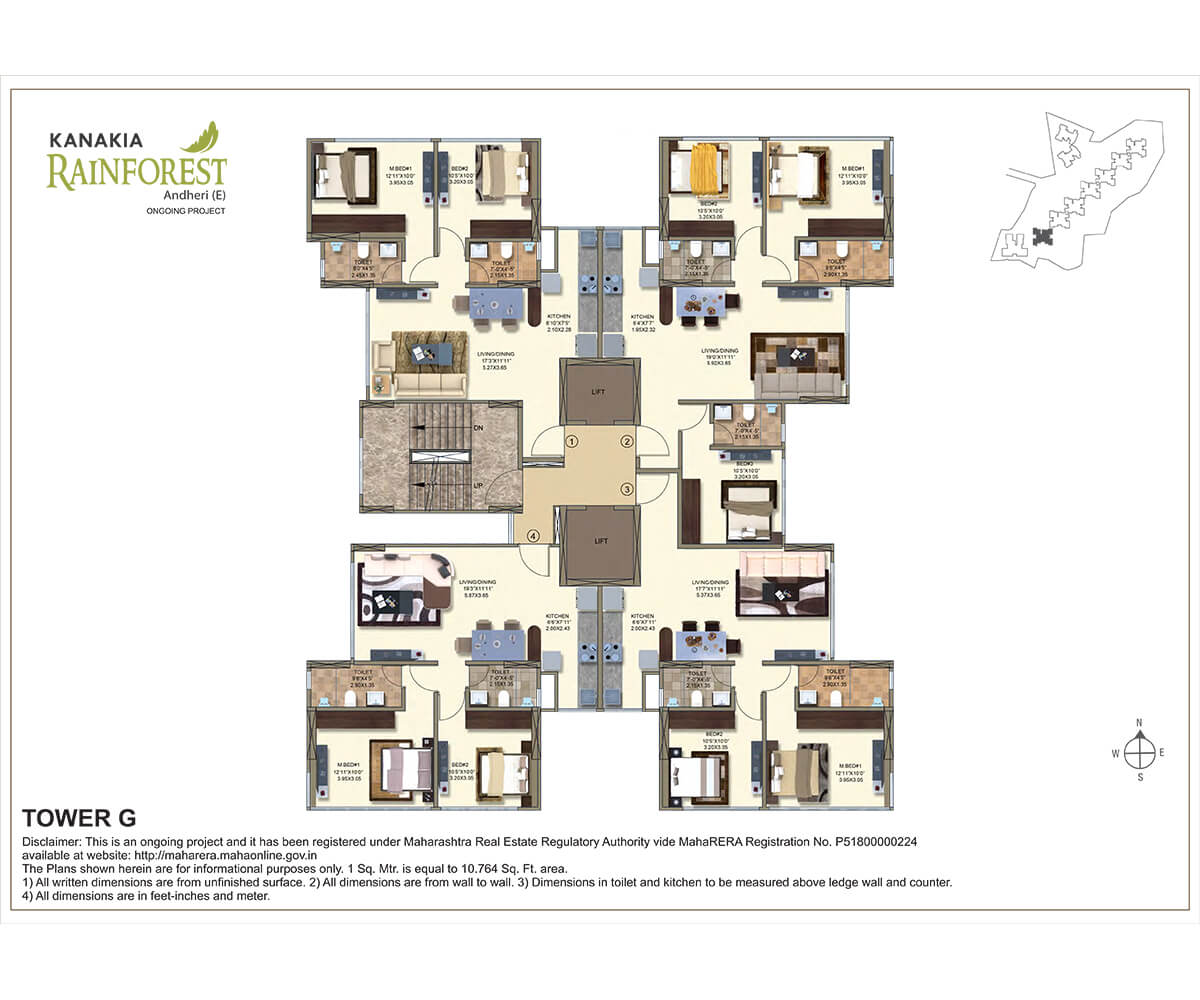 KANAKIA
RAINFOREST
Andheri (E)
ONGOING PROJECT
M.BED#1
12'11"X10'0"
3.95X3.05
BED#2
10'5"X10'0"
3.20X3.05
BED#2
10'5"X10'0"
3.20X3.05
M.BED#1
12'11"X10'0"
3.95X3.05
TOILET
8'0"X4'5"
2.45X1.35
TOILET
7'-0"X4'-5"
2.15X1.35
TOILET
7'-0"X4'-5"
2.15X1.35
TOILET
9'6"X4'5"
2.90X1.35
KITCHEN
6'10"X7'5"
2.10X2.28
KITCHEN
6'4"X7'7"
1.95X2.32
LIVING/DINING
17'3"X11'11"
5.27X3.65
LIVING/DINING
19'0"X11'11"
5.92X3.65
LIFT
TOILET
7'-0"X4'-5"
2.15X1.35
DN
1
2
BED#3
10'5"X10'0"
3.20X3.05
UP
3
4
LIFT
LIVING/DINING
19'3"X11'11"
5.87X3.65
LIVING/DINING
17'7"X11'11"
5.37X3.65
KITCHEN
6'6"X7'11"
2.00X2.43
KITCHEN
6'6"X7'11"
2.00X2.43
TOILET
9'6"X4'5"
2.90X1.35
TOILET
7'-0"X4'-5"
2.15X1.35
TOILET
7'-0"X4'-5"
2.15X1.35
TOILET
9'6"X4'5"
2.90X1.35
M.BED#1
12'11"X10'0"
3.95X3.05
BED#2
10'5"X10'0"
3.20X3.05
BED#2
10'5"X10'0"
3.20X3.05
M.BED#1
12'11"X10'0"
3.95X3.05
N
W E
S
TOWER G
Disclaimer: This is an ongoing project and it has been registered under Maharashtra Real Estate Regulatory Authority vide MahaRERA Registration No. P51800000224
available at website: http://maharera.mahaonline.gov.in
The Plans shown herein are for informational purposes only. 1 Sq. Mtr. is equal to 10.764 Sq. Ft. area.
1) All written dimensions are from unfinished surface. 2) All dimensions are from wall to wall. 3) Dimensions in toilet and kitchen to be measured above ledge wall and counter.
4) All dimensions are in feet-inches and meter.